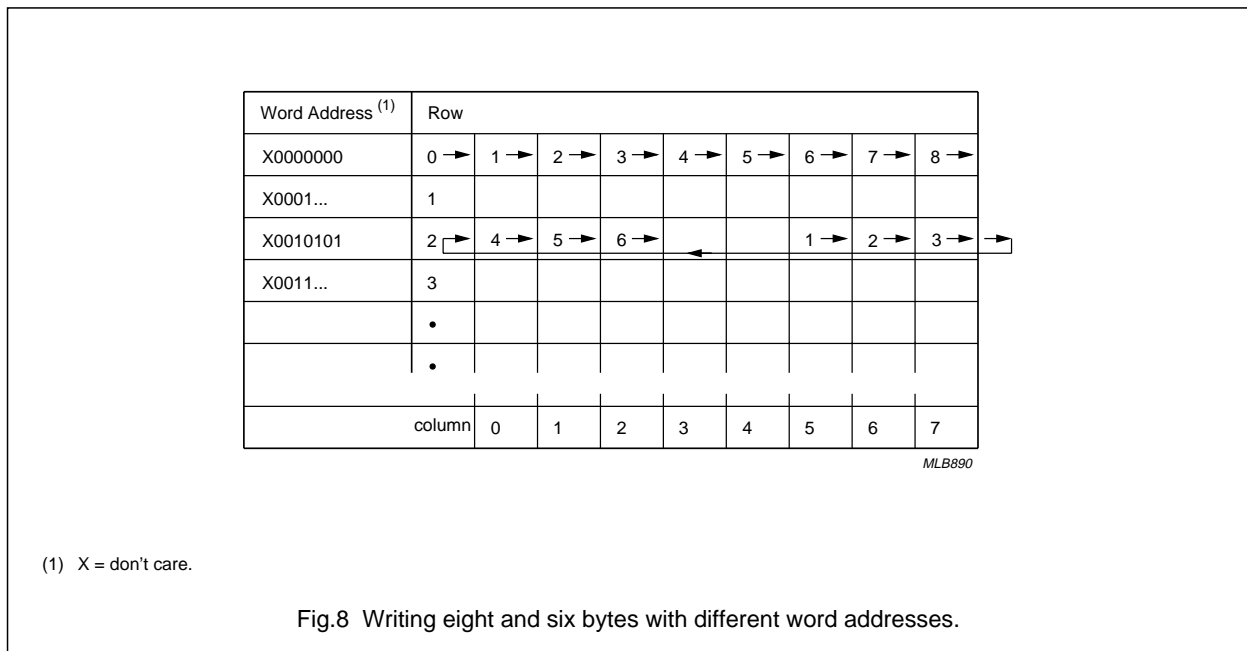 Word Address (1) Row
X0000000 0 1 2 3 4 5 6 7 8
X0001... 1
X0010101 2 4 5 6 1 2 3
X0011... 3
•
•
column 0 1 2 3 4 5 6 7
MLB890
(1) X = don't care.
Fig.8 Writing eight and six bytes with different word addresses.